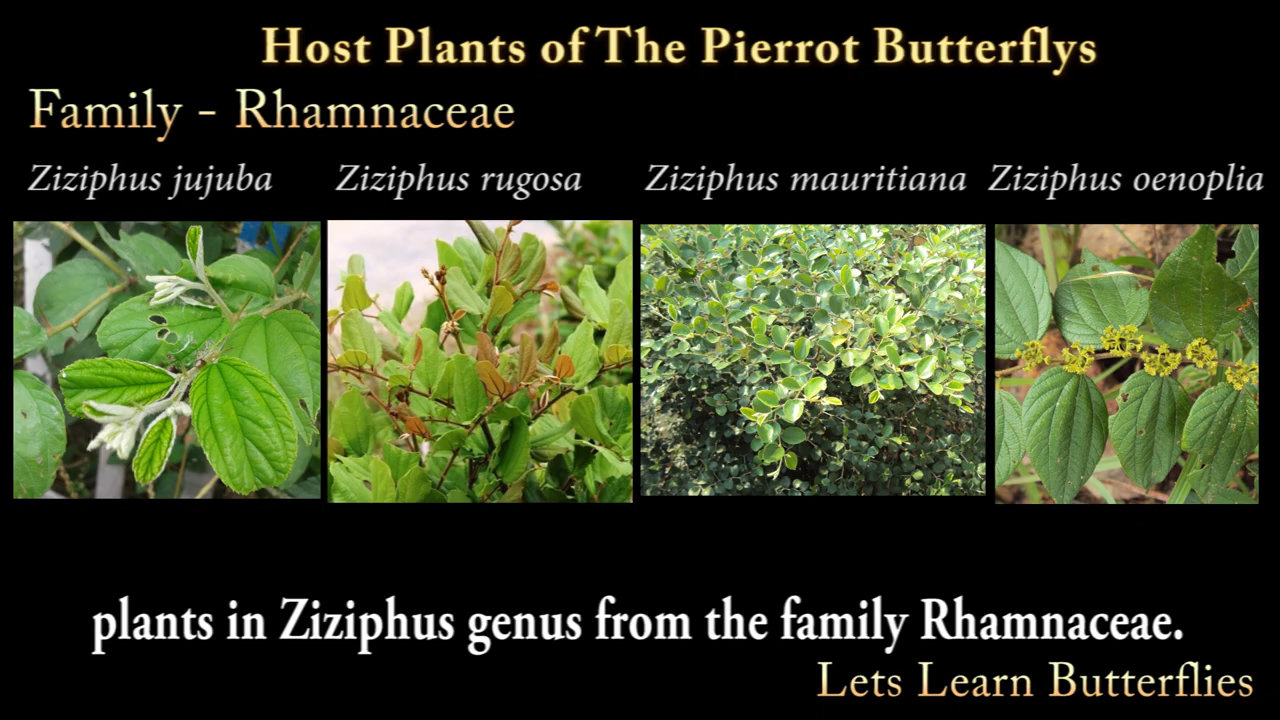 Host Plants of The Pierrot Butterflys
Family - Rhamnaceae
Ziziphus jujuba Ziziphus rugosa Ziziphus mauritiana Ziziphus oenoplia
plants in Ziziphus genus from the family Rhamnaceae.
Lets Learn Butterflies